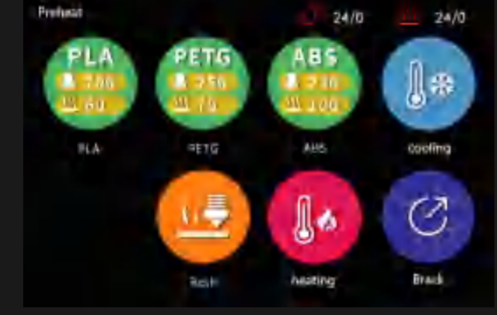 Preheat
24/0
24/0
PLA
200
60
PETG
250
70
ABS
230
100
PLA
PETG
ABS
cooling
heating
Brack